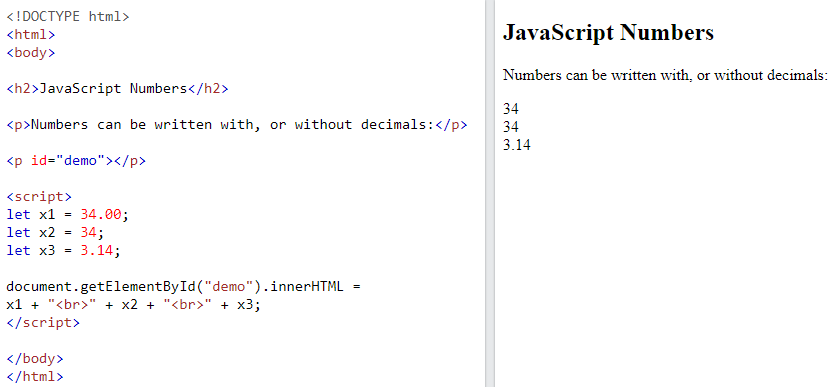 <!DOCTYPE html>
<html>
<body>
<h2>JavaScript Numbers</h2>
<p>Numbers can be written with, or without decimals:</p>
<p id="demo"></p>
<script>
let x1 = 34.00;
let x2 = 34;
let x3 = 3.14;
document.getElementById("demo").innerHTML =
x1 + "<br>" + x2 + "<br>" + x3;
</script>
</body>
</html>
JavaScript Numbers
Numbers can be written with, or without decimals:
34
34
3.14